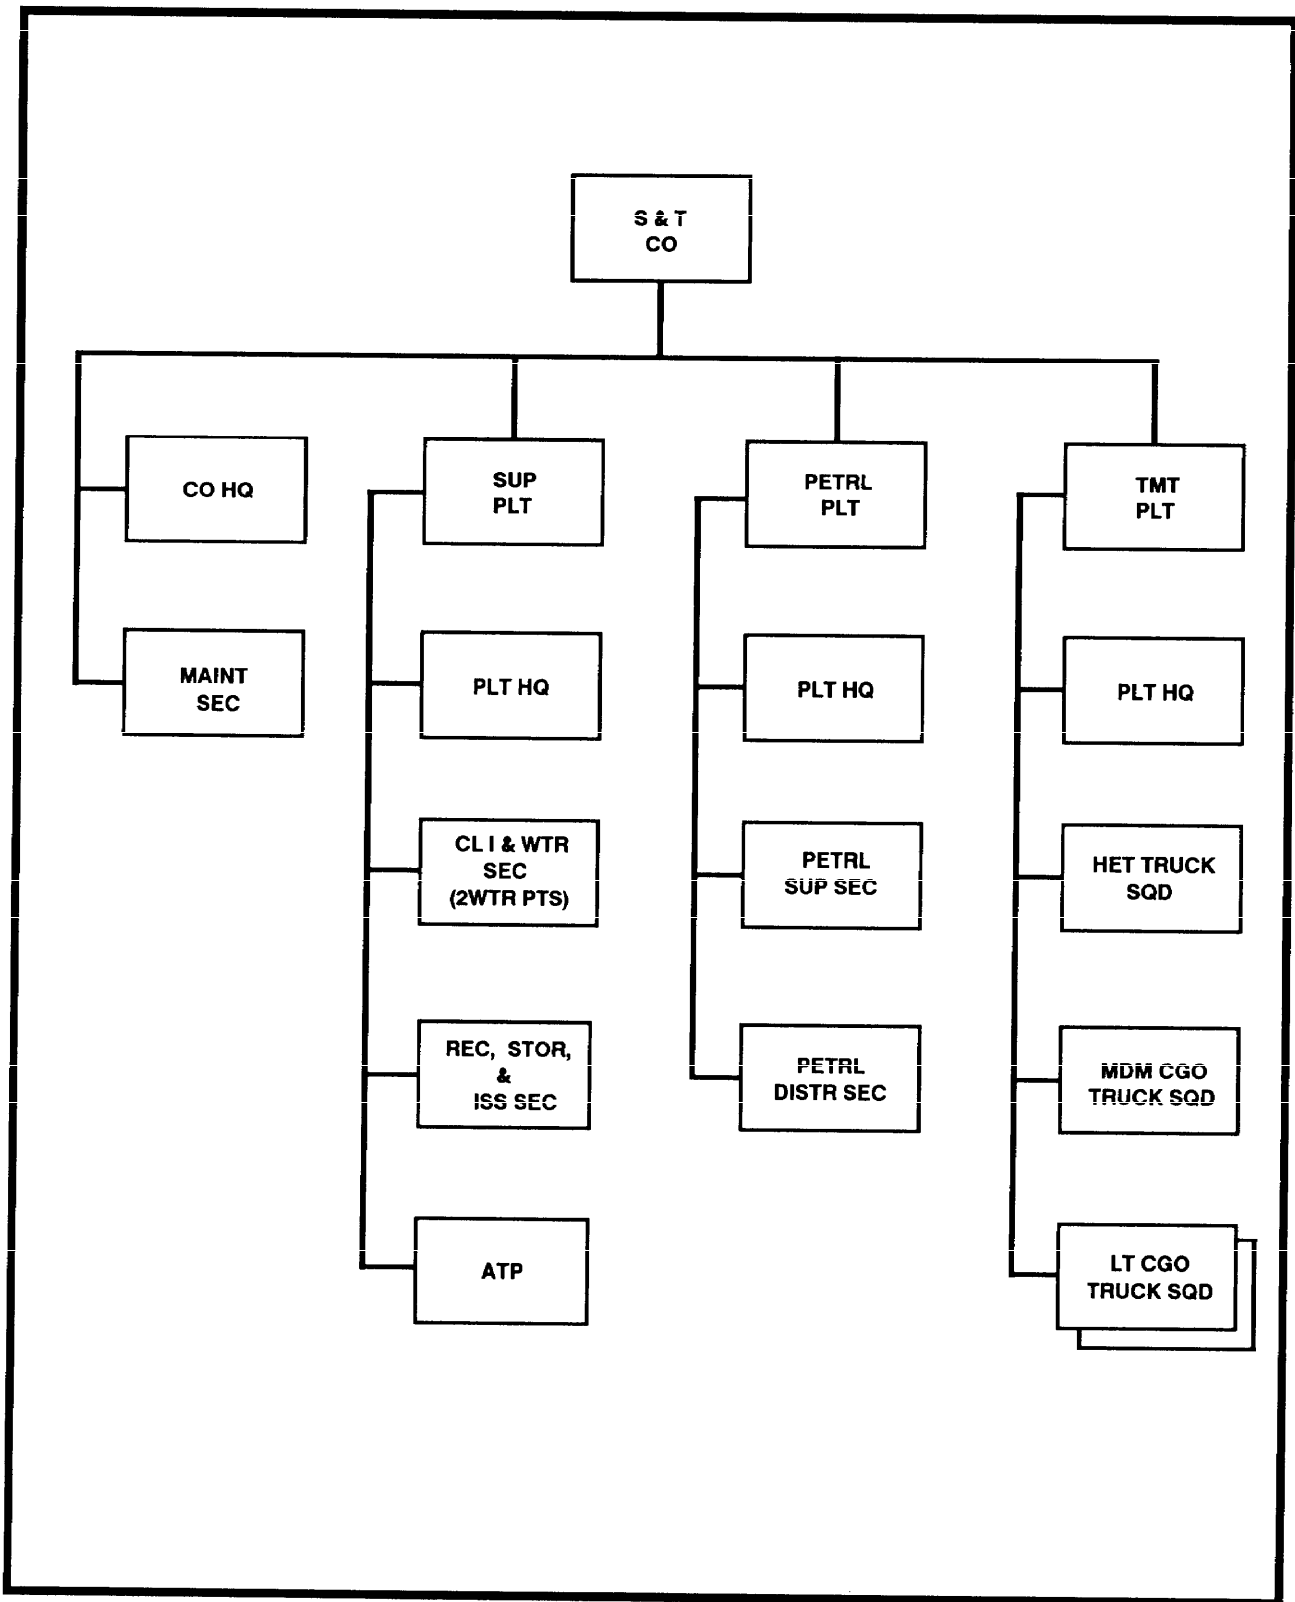 S & T
CO
CO HQ
MAINT
SEC
SUP
PLT
PLT HQ
CL I & WTR
SEC
(2WTR PTS)
REC, STOR,
&
ISS SEC
ATP
PETRL
PLT
PLT HQ
PETRL
SUP SEC
PETRL
DISTR SEC
TMT
PLT
PLT HQ
HET TRUCK
SQD
MDM CGO
TRUCK SQD
LT CGO
TRUCK SQD